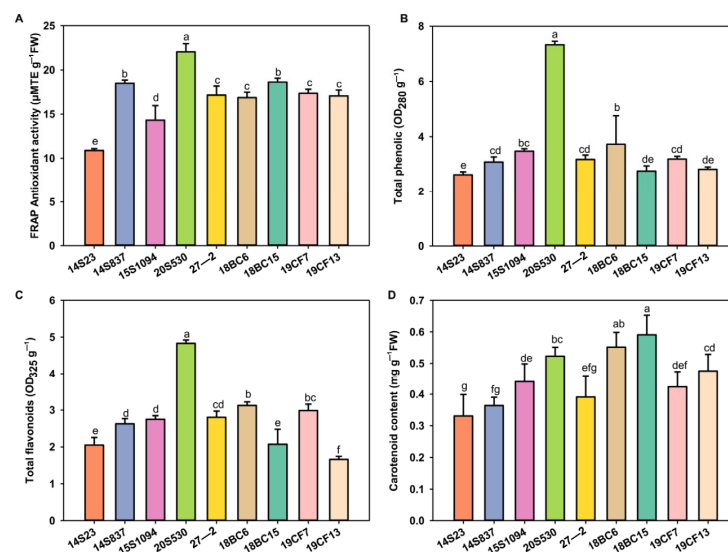 A
FRAP Antioxidant activity (μMTE g⁻¹FW)
25
20
15
10
5
0
e
b
d
a
c
c
b
c
c
14S23
14S837
15S1094
20S530
27—2
18BC6
18BC15
19CF7
19CF13
B
Total phenolic (OD280 g⁻¹)
8
6
4
2
0
e
cd
bc
a
cd
b
de
cd
de
14S23
14S837
15S1094
20S530
27—2
18BC6
18BC15
19CF7
19CF13
C
Total flavonoids (OD325 g⁻¹)
6
5
4
3
2
1
0
e
d
d
a
cd
b
e
bc
f
14S23
14S837
15S1094
20S530
27—2
18BC6
18BC15
19CF7
19CF13
D
Carotenoid content (mg g⁻¹FW)
0.7
0.6
0.5
0.4
0.3
0.2
0.1
0.0
g
fg
de
bc
efg
ab
a
def
cd
14S23
14S837
15S1094
20S530
27—2
18BC6
18BC15
19CF7
19CF13